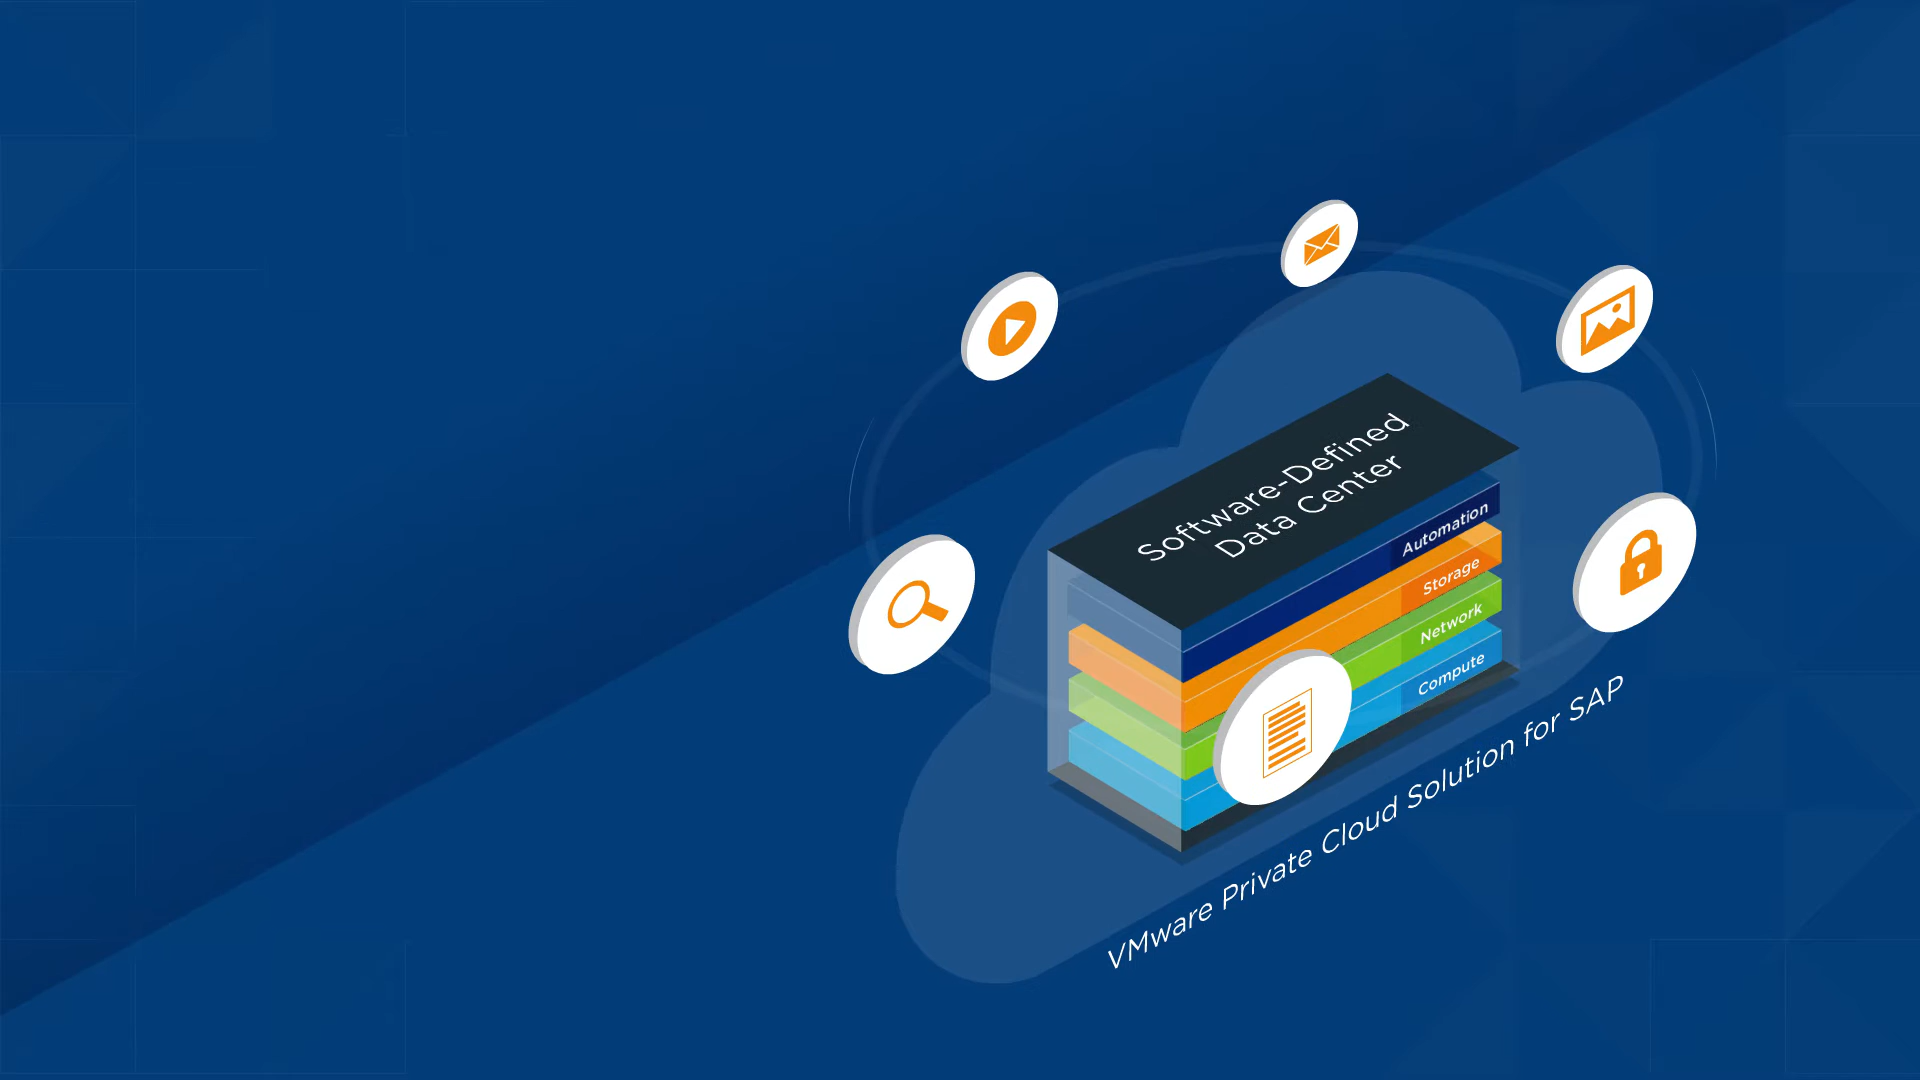 Software-Defined
Data Center
Automation
Storage
Network
Compute
VMware Private Cloud Solution for SAP